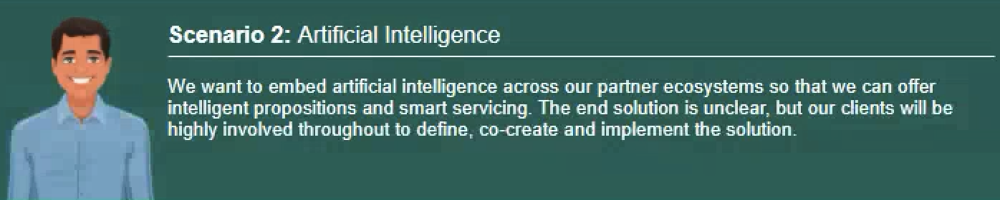 Scenario 2: Artificial Intelligence
We want to embed artificial intelligence across our partner ecosystems so that we can offer
intelligent propositions and smart servicing. The end solution is unclear, but our clients will be
highly involved throughout to define, co-create and implement the solution.